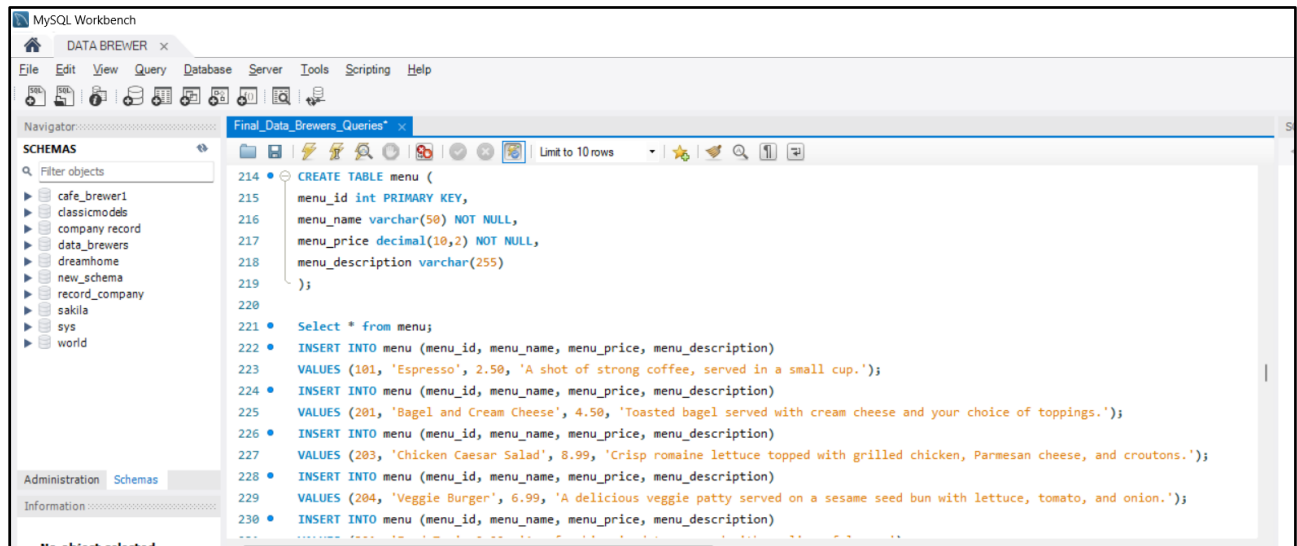 MySQL Workbench
DATA BREWER ×
File Edit View Query Database Server Tools Scripting Help
Navigator
SCHEMAS
Filter objects
cafe_brewer1
classicmodels
company record
data_brewers
dreamhome
new_schema
record_company
sakila
sys
world
Administration Schemas
Information
No object selected
Final_Data_Brewers_Queries* ×
Limit to 10 rows
214 CREATE TABLE menu (
215 menu_id int PRIMARY KEY,
216 menu_name varchar(50) NOT NULL,
217 menu_price decimal(10,2) NOT NULL,
218 menu_description varchar(255)
219 );
220
221 Select * from menu;
222 INSERT INTO menu (menu_id, menu_name, menu_price, menu_description)
223 VALUES (101, 'Espresso', 2.50, 'A shot of strong coffee, served in a small cup.');
224 INSERT INTO menu (menu_id, menu_name, menu_price, menu_description)
225 VALUES (201, 'Bagel and Cream Cheese', 4.50, 'Toasted bagel served with cream cheese and your choice of toppings.');
226 INSERT INTO menu (menu_id, menu_name, menu_price, menu_description)
227 VALUES (203, 'Chicken Caesar Salad', 8.99, 'Crisp romaine lettuce topped with grilled chicken, Parmesan cheese, and croutons.');
228 INSERT INTO menu (menu_id, menu_name, menu_price, menu_description)
229 VALUES (204, 'Veggie Burger', 6.99, 'A delicious veggie patty served on a sesame seed bun with lettuce, tomato, and onion.');
230 INSERT INTO menu (menu_id, menu_name, menu_price, menu_description)